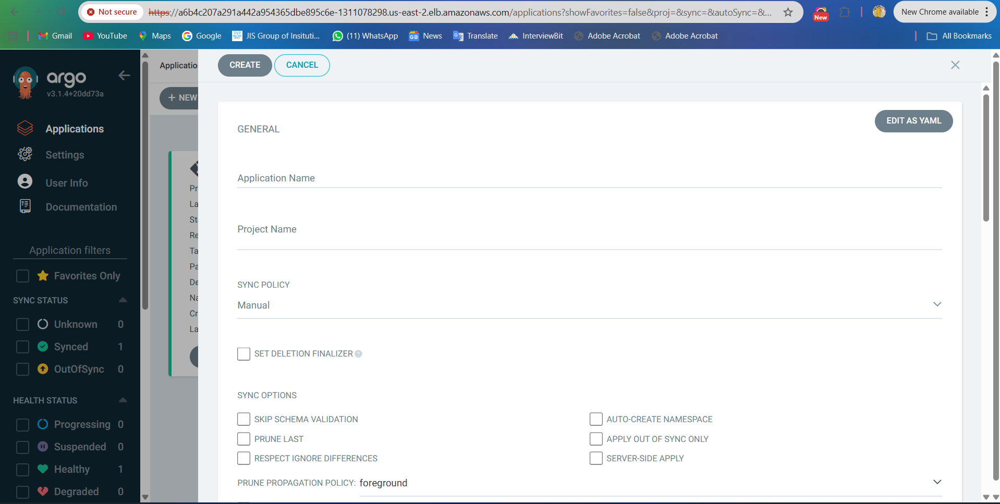 Not secure
https://a6b4c207a291a442a954365dbe895c6e-1311078298.us-east-2.elb.amazonaws.com/applications?showFavorites=false&proj=&sync=&autoSync=&...
New
New Chrome available
Gmail
YouTube
Maps
Google
JIS Group of Insituti...
(11) WhatsApp
News
Translate
InterviewBit
Adobe Acrobat
Adobe Acrobat
All Bookmarks
argo
v3.1.4+20dd73a
Applications
Settings
User Info
Documentation
Application filters
Favorites Only
SYNC STATUS
Unknown 0
Synced 1
OutOfSync 0
HEALTH STATUS
Progressing 0
Suspended 0
Healthy 1
Degraded 0
Applicatio
+ NEW
Pr
La
Sta
Re
Ta
Pa
De
Na
Cr
La
CREATE
CANCEL
EDIT AS YAML
GENERAL
Application Name
Project Name
SYNC POLICY
Manual
SET DELETION FINALIZER ?
SYNC OPTIONS
SKIP SCHEMA VALIDATION
AUTO-CREATE NAMESPACE
PRUNE LAST
APPLY OUT OF SYNC ONLY
RESPECT IGNORE DIFFERENCES
SERVER-SIDE APPLY
PRUNE PROPAGATION POLICY: foreground